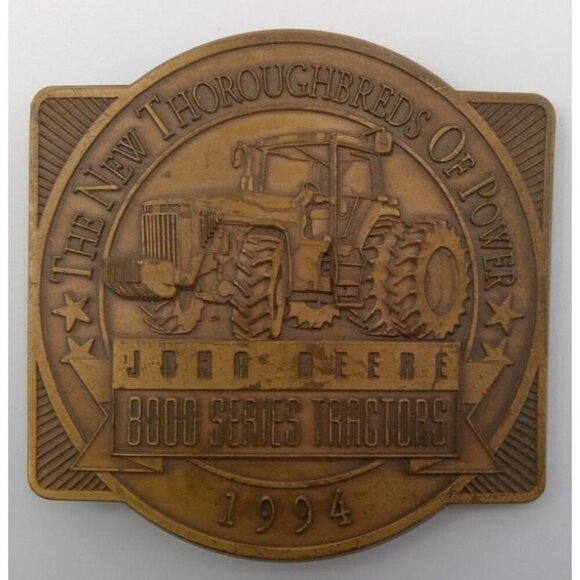 THE NEW THOROUGHBREDS OF POWER
JOHN DEERE
8000 SERIES TRACTORS
1994